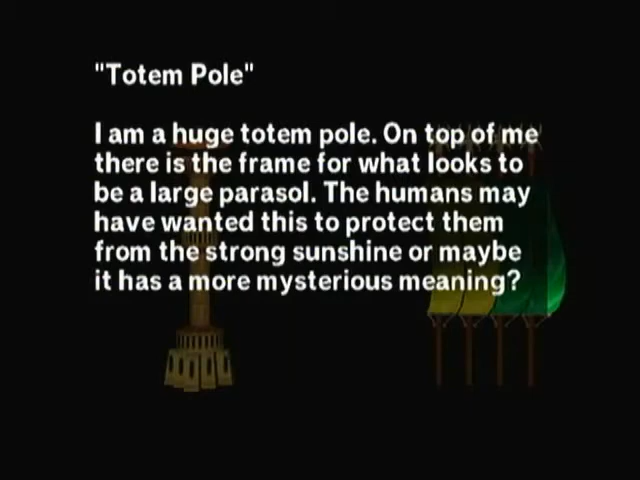 "Totem Pole"
I am a huge totem pole. On top of me
there is the frame for what looks to
be a large parasol. The humans may
have wanted this to protect them
from the strong sunshine or maybe
it has a more mysterious meaning?